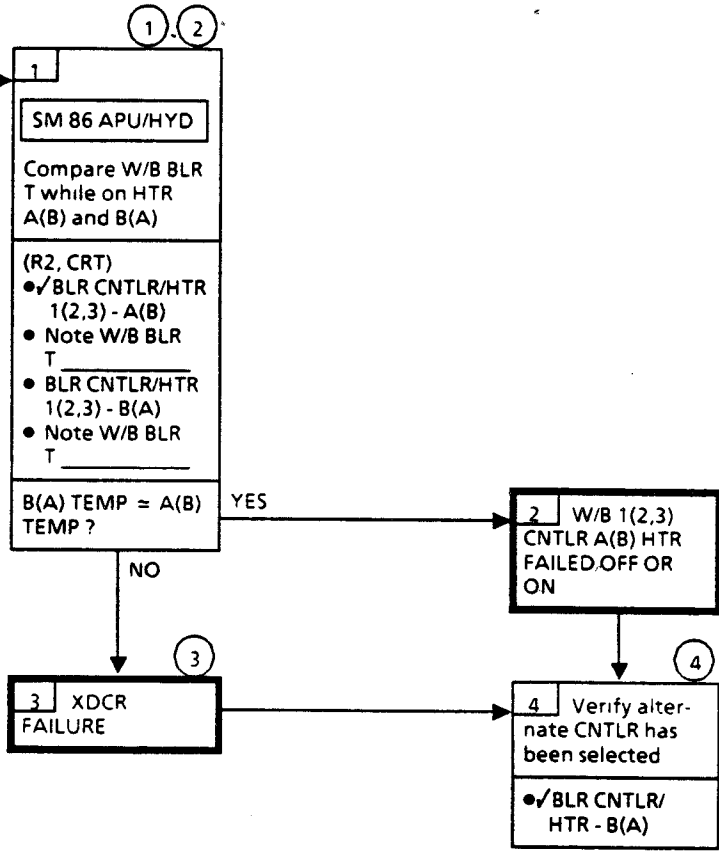 1 2
1
SM 86 APU/HYD
Compare W/B BLR
T while on HTR
A(B) and B(A)
(R2, CRT)
●✓BLR CNTLR/HTR
1(2,3) - A(B)
● Note W/B BLR
T ________
● BLR CNTLR/HTR
1(2,3) - B(A)
● Note W/B BLR
T ________
B(A) TEMP ≃ A(B)
TEMP ?
YES
NO
2 W/B 1(2,3)
CNTLR A(B) HTR
FAILED OFF OR
ON
3
3 XDCR
FAILURE
4
4 Verify alter-
nate CNTLR has
been selected
●✓BLR CNTLR/
HTR - B(A)